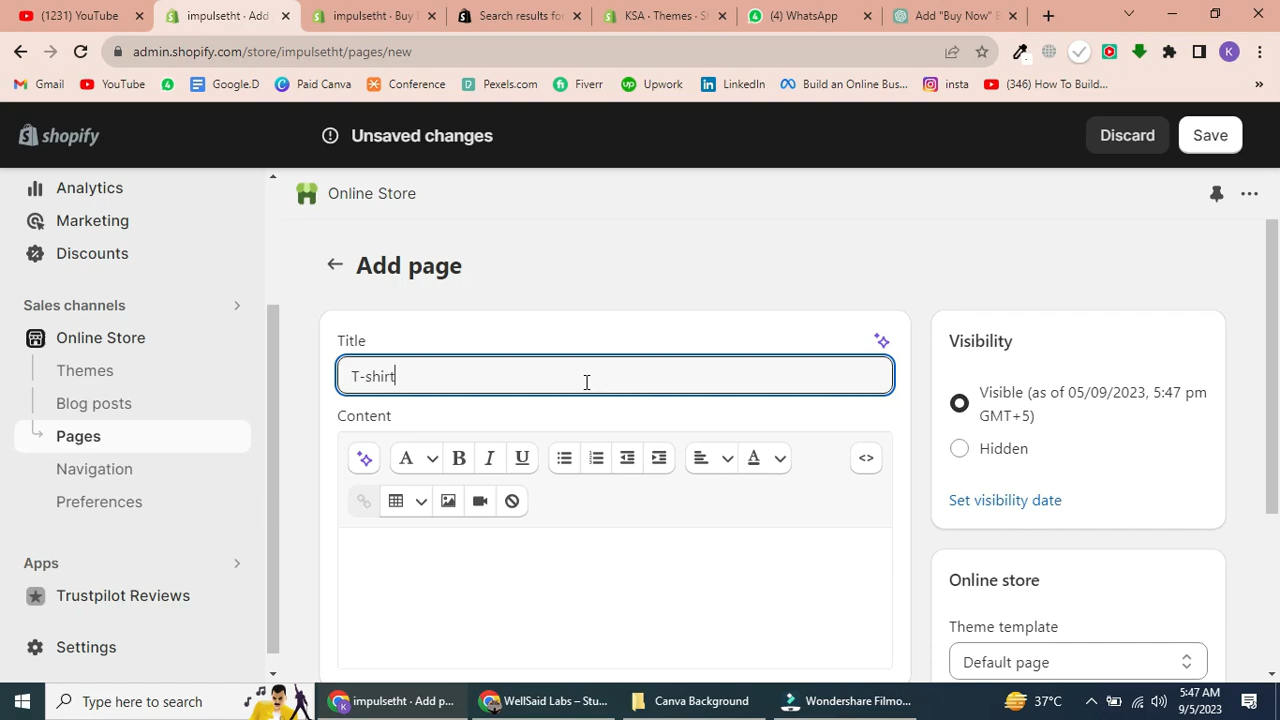 (1231) YouTube
impulsetht · Add ·
impulsetht · Buy I
Search results for
KSA · Themes · Sh
(4) WhatsApp
Add "Buy Now" B
admin.shopify.com/store/impulsetht/pages/new
K
Gmail
YouTube
4
Google.D
Paid Canva
Conference
Pexels.com
Fiverr
Upwork
LinkedIn
Build an Online Bus...
insta
(346) How To Build...
»
shopify
Unsaved changes
Discard
Save
Analytics
Marketing
Discounts
Sales channels
Online Store
Themes
Blog posts
Pages
Navigation
Preferences
Apps
Trustpilot Reviews
Settings
Online Store
Add page
Title
T-shirt
Content
A
B
I
U
A
<>
Visibility
Visible (as of 05/09/2023, 5:47 pm
GMT+5)
Hidden
Set visibility date
Online store
Theme template
Default page
Type here to search
impulsetht · Add p...
WellSaid Labs – Stu...
Canva Background
Wondershare Filmo...
37°C
5:47 AM
9/5/2023